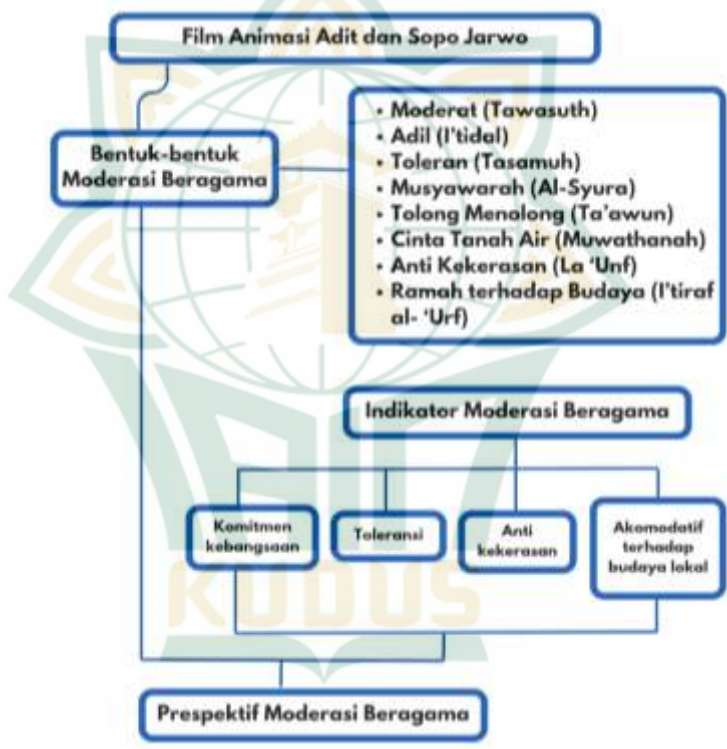 Film Animasi Adit dan Sopo Jarwo
Bentuk-bentuk
Moderasi Beragama
• Moderat (Tawasuth)
• Adil (I'tidal)
• Toleran (Tasamuh)
• Musyawarah (Al-Syura)
• Tolong Menolong (Ta'awun)
• Cinta Tanah Air (Muwathanah)
• Anti Kekerasan (La 'Unf)
• Ramah terhadap Budaya (I'tiraf
al- 'Urf)
Indikator Moderasi Beragama
Komitmen
kebangsaan
Toleransi
Anti
kekerasan
Akomodatif
terhadap
budaya lokal
KUDUS
Prespektif Moderasi Beragama